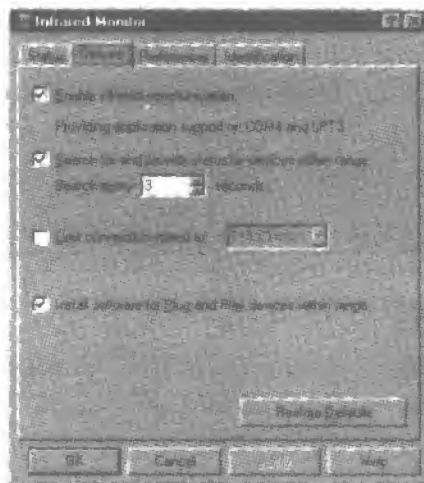 Infrared Monitor
Status Options Preferences Identification
Enable infrared communication.
Providing application support on COM4 and LPT3.
Search for and provide status for devices within range.
Search every 3 seconds.
Limit connection speed to:
Install software for Plug and Play devices within range.
Restore Defaults
OK Cancel Help